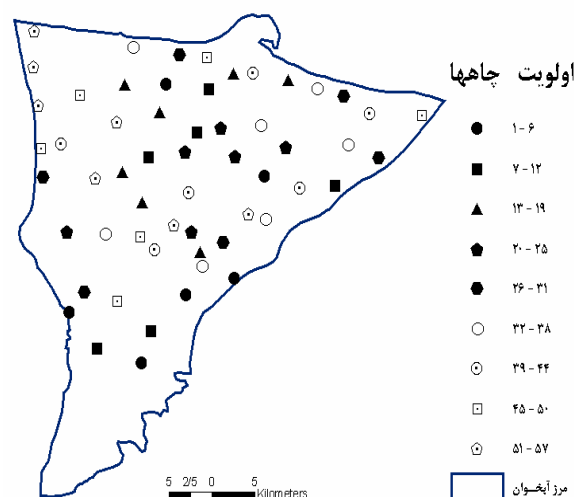 اولویت چاهها
۱-۶
۷-۱۲
۱۳-۱۹
۲۰-۲۵
۲۶-۳۱
۳۲-۳۸
۳۹-۴۴
۴۵-۵۰
۵۱-۵۷
مرز آبخوان
5 2/5 0 5
Kilometers